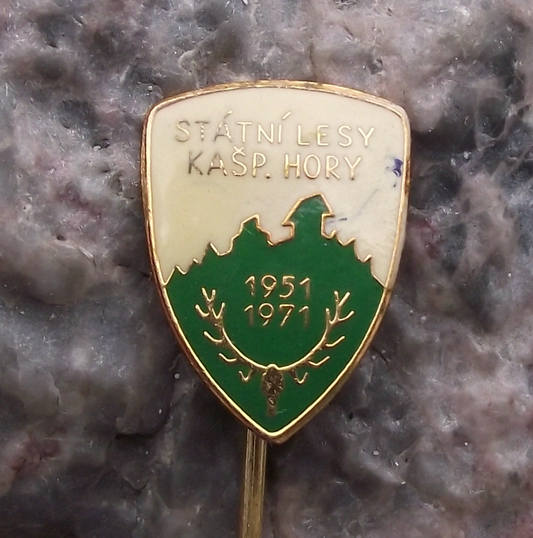 STÁTNÍ LESY
KAŠP. HORY
1951
1971